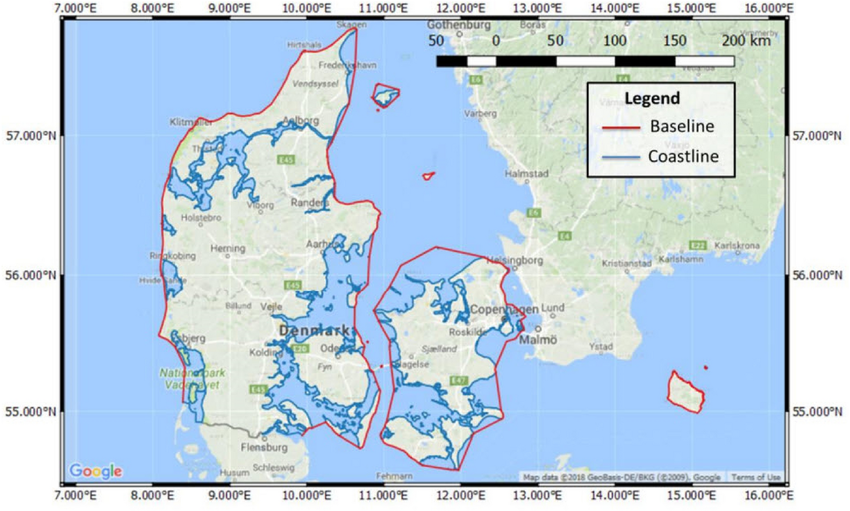 7.000°E 8.000°E 9.000°E 10.000°E 11.000°E 12.000°E 13.000°E 14.000°E 15.000°E 16.000°E
Skagen
Gothenburg
Borås
50 0 50 100 150 200 km
Hirtshals
Frederikshavn
Vendsyssel
E6
E4
Legend
Baseline
Coastline
Klitmøller
Aalborg
Varberg
57.000°N
57.000°N
E45
Halmstad
Viborg
Randers
Holstebro
E6
E4
E22
Karlskrona
Aarhus
Herning
Ringkøbing
Helsingborg
Kristianstad
Karlshamn
56.000°N
56.000°N
Hvide Sande
E45
Billund
Vejle
Copenhagen
Lund
Denmark
Roskilde
Malmö
Esbjerg
Kolding
E20
Odense
Sjælland
Ystad
Fyn
Slagelse
National park
Vadehavet
E45
E47
55.000°N
55.000°N
Flensburg
Schleswig
Husum
Fehmarn
Google
Map data ©2018 GeoBasis-DE/BKG (©2009), Google
Terms of Use
7.000°E 8.000°E 9.000°E 10.000°E 11.000°E 12.000°E 13.000°E 14.000°E 15.000°E 16.000°E